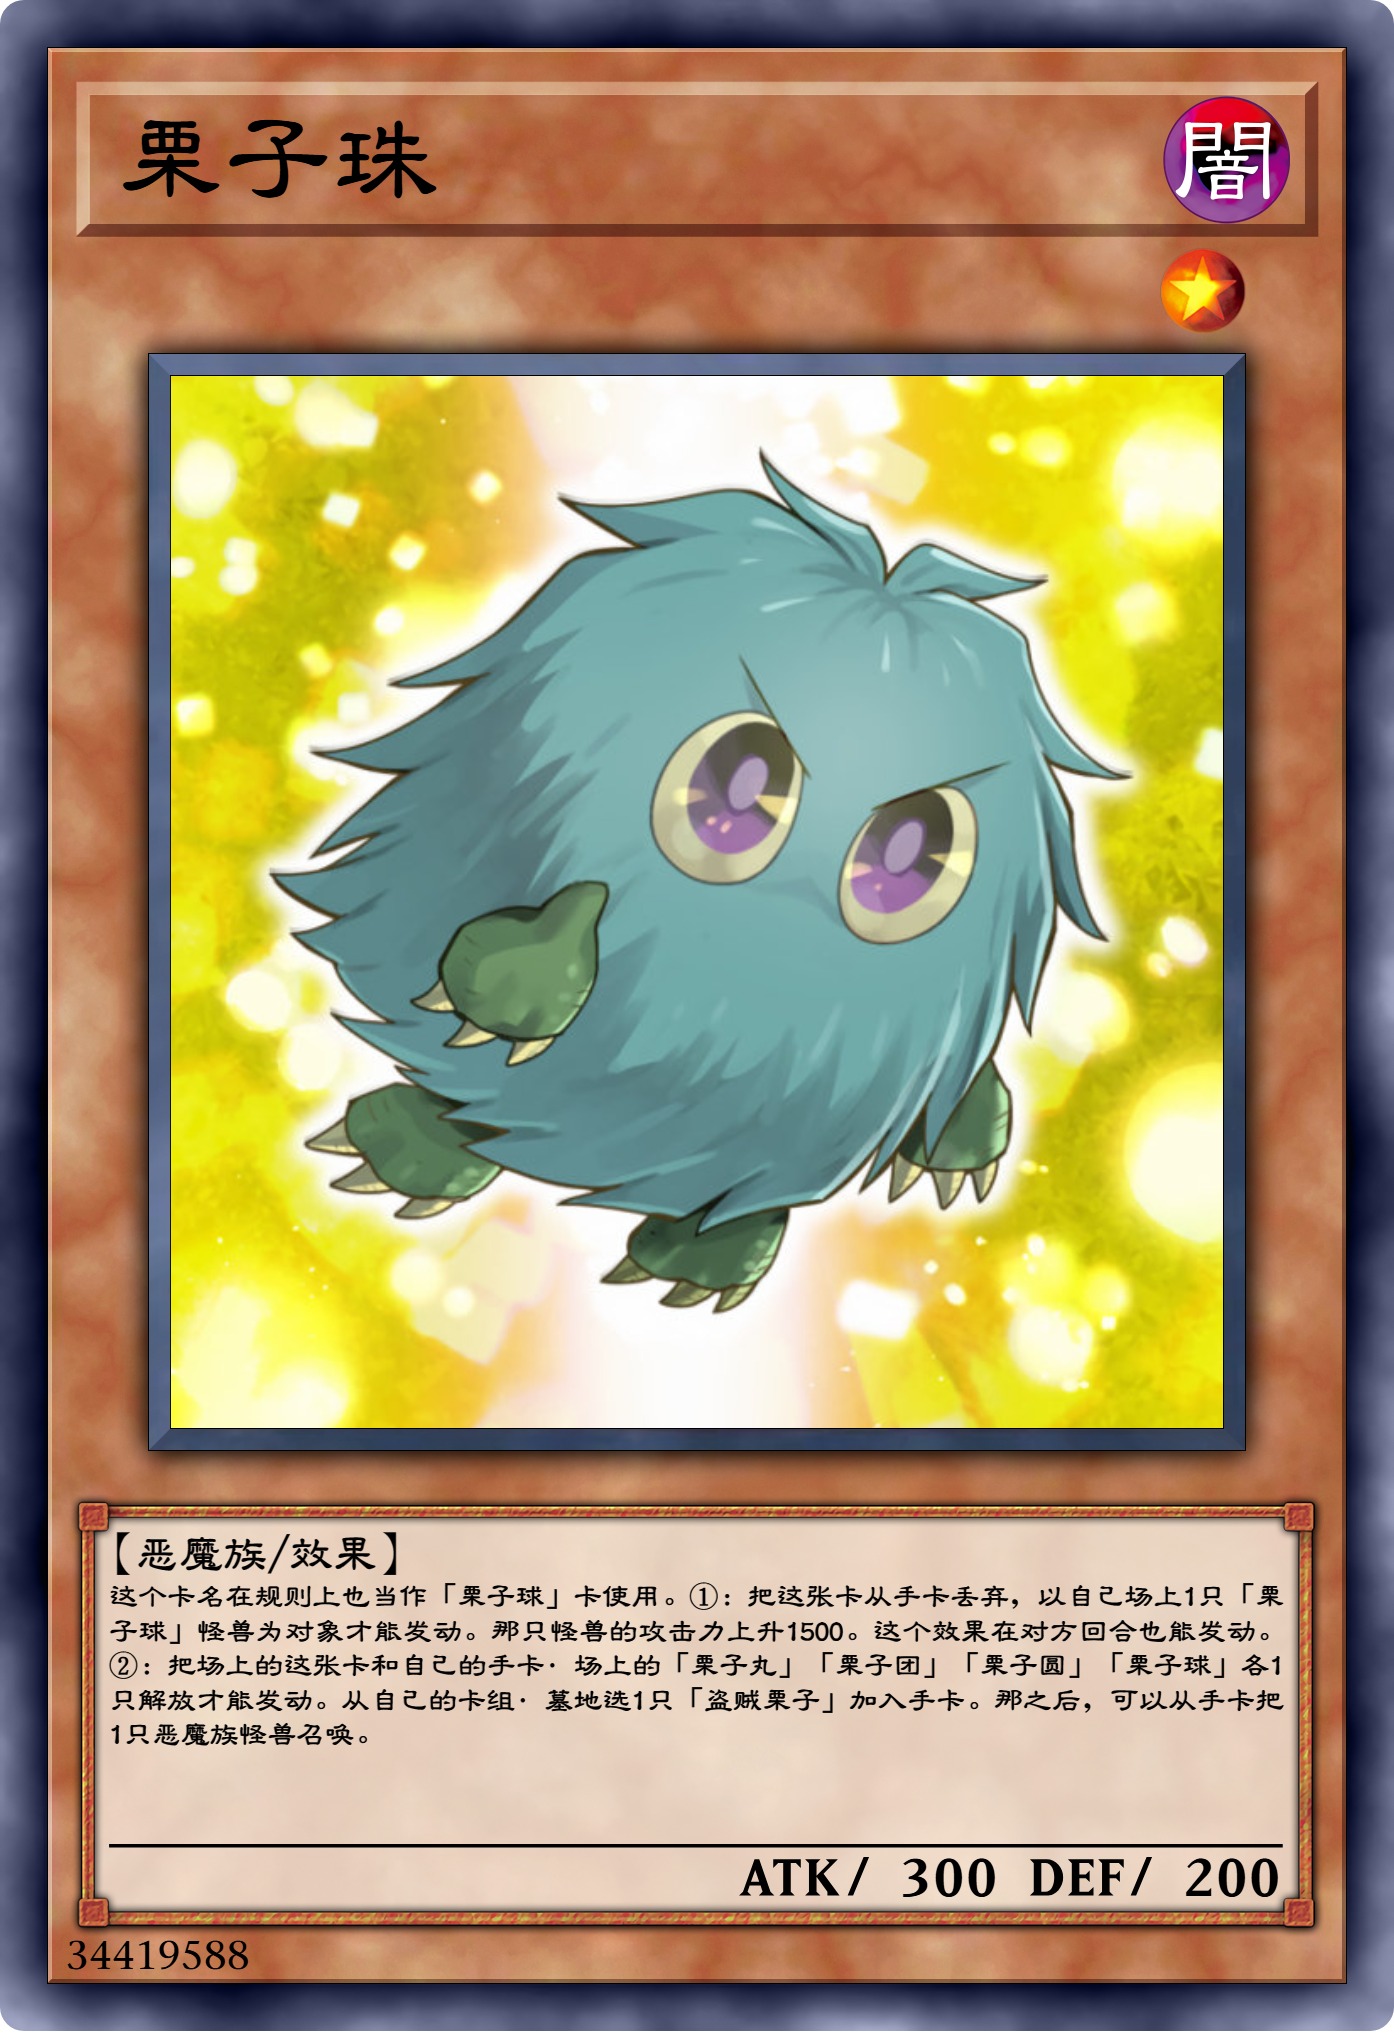 栗子珠
闇
【恶魔族/效果】
这个卡名在规则上也当作「栗子球」卡使用。①：把这张卡从手卡丢弃，以自己场上1只「栗
子球」怪兽为对象才能发动。那只怪兽的攻击力上升1500。这个效果在对方回合也能发动。
②：把场上的这张卡和自己的手卡·场上的「栗子丸」「栗子团」「栗子圆」「栗子球」各1
只解放才能发动。从自己的卡组·墓地选1只「盗贼栗子」加入手卡。那之后，可以从手卡把
1只恶魔族怪兽召唤。
ATK/ 300 DEF/ 200
34419588